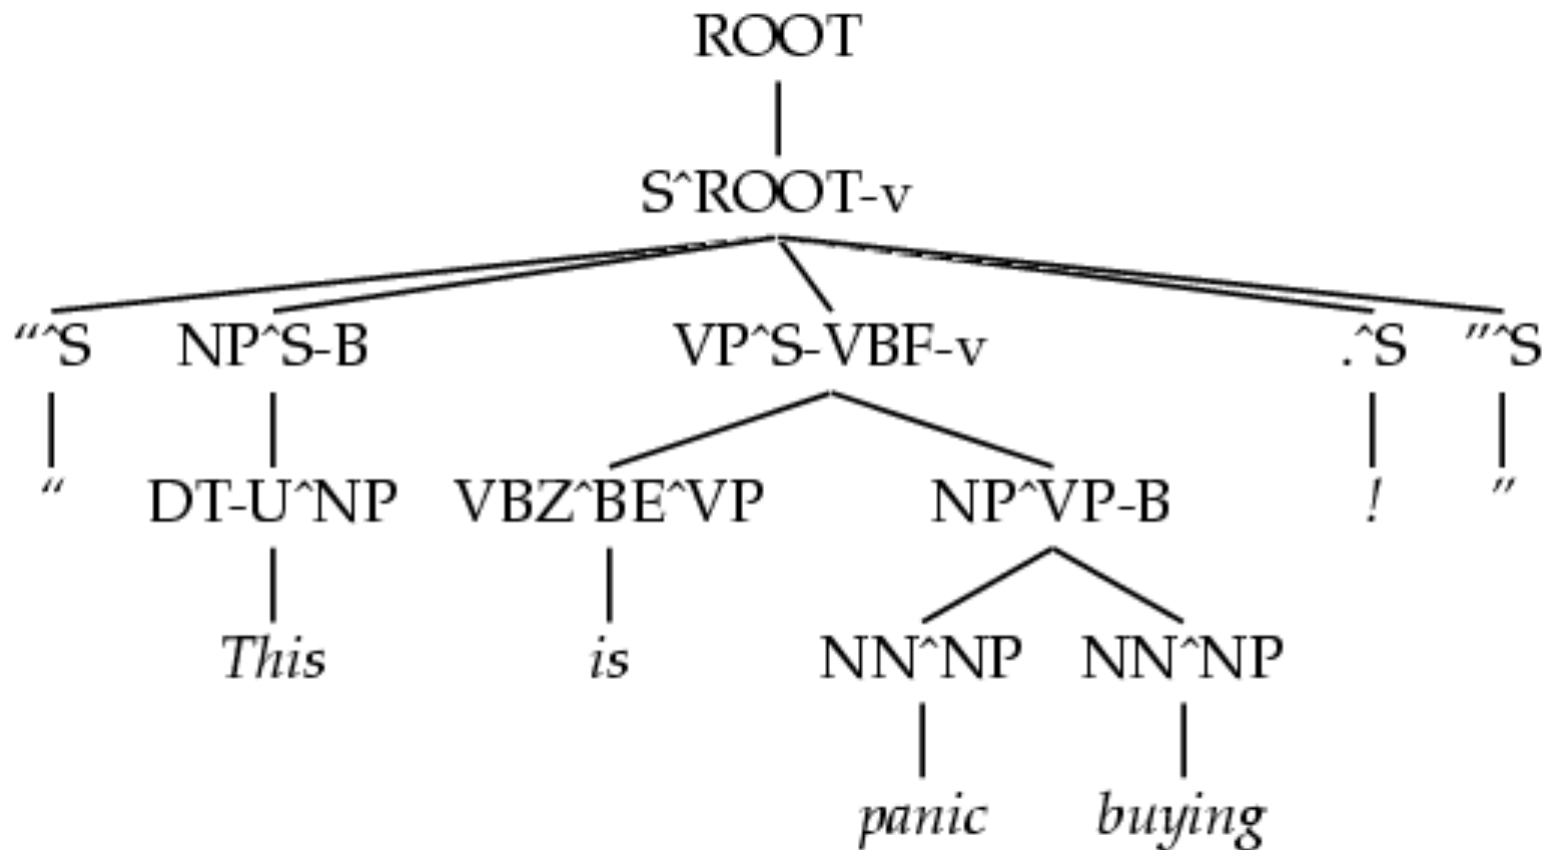 ROOT
S^ROOT-v
“^S NP^S-B VP^S-VBF-v .^S ”^S
“ DT-U^NP VBZ^BE^VP NP^VP-B ! ”
This is NN^NP NN^NP
panic buying